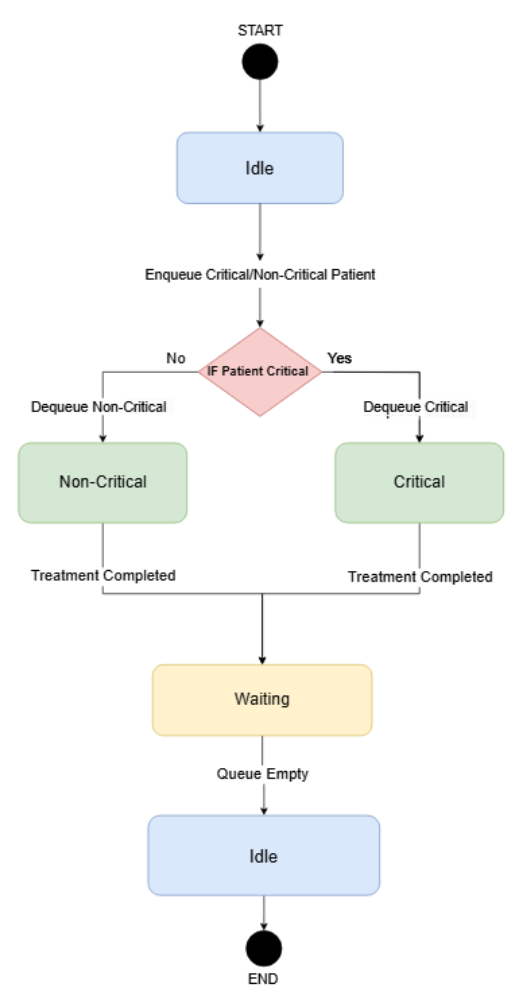 START
Idle
Enqueue Critical/Non-Critical Patient
No
IF Patient Critical
Yes
Dequeue Non-Critical
Dequeue Critical
Non-Critical
Critical
Treatment Completed
Treatment Completed
Waiting
Queue Empty
Idle
END